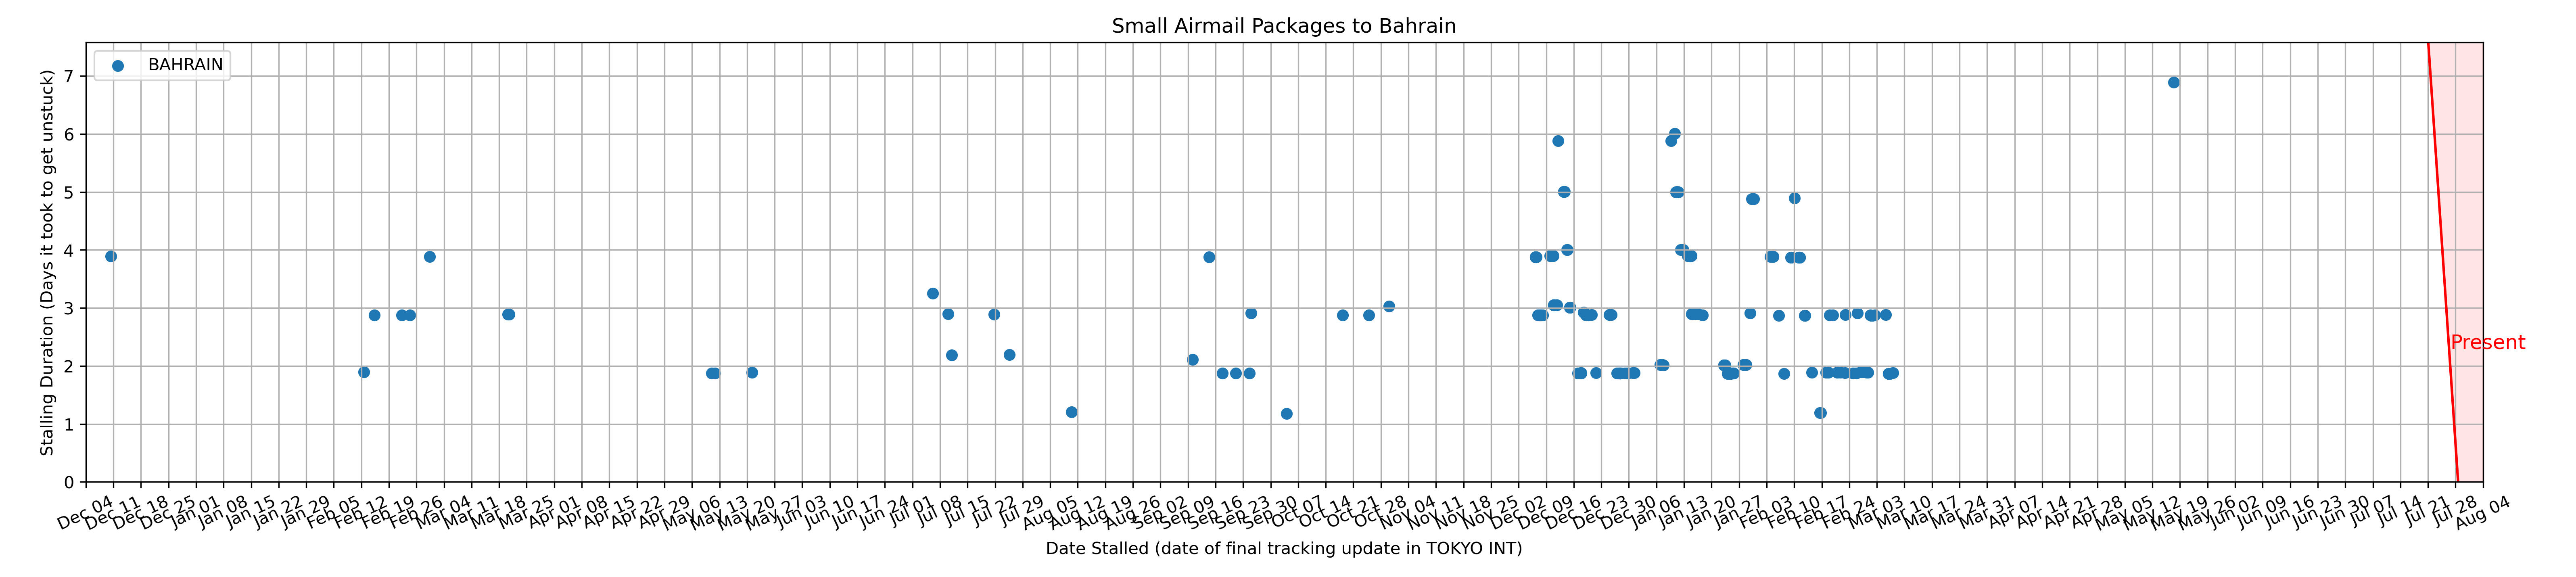 Small Airmail Packages to Bahrain
BAHRAIN
Stalling Duration (Days it took to get unstuck)
7
6
5
4
3
2
1
0
Present
Dec 04
Dec 11
Dec 18
Dec 25
Jan 01
Jan 08
Jan 15
Jan 22
Jan 29
Feb 05
Feb 12
Feb 19
Feb 26
Mar 04
Mar 11
Mar 18
Mar 25
Apr 01
Apr 08
Apr 15
Apr 22
Apr 29
May 06
May 13
May 20
May 27
Jun 03
Jun 10
Jun 17
Jun 24
Jul 01
Jul 08
Jul 15
Jul 22
Jul 29
Aug 05
Aug 12
Aug 19
Aug 26
Sep 02
Sep 09
Sep 16
Sep 23
Sep 30
Oct 07
Oct 14
Oct 21
Oct 28
Nov 04
Nov 11
Nov 18
Nov 25
Dec 02
Dec 09
Dec 16
Dec 23
Dec 30
Jan 06
Jan 13
Jan 20
Jan 27
Feb 03
Feb 10
Feb 17
Feb 24
Mar 03
Mar 10
Mar 17
Mar 24
Mar 31
Apr 07
Apr 14
Apr 21
Apr 28
May 05
May 12
May 19
May 26
Jun 02
Jun 09
Jun 16
Jun 23
Jun 30
Jul 07
Jul 14
Jul 21
Jul 28
Aug 04
Date Stalled (date of final tracking update in TOKYO INT)